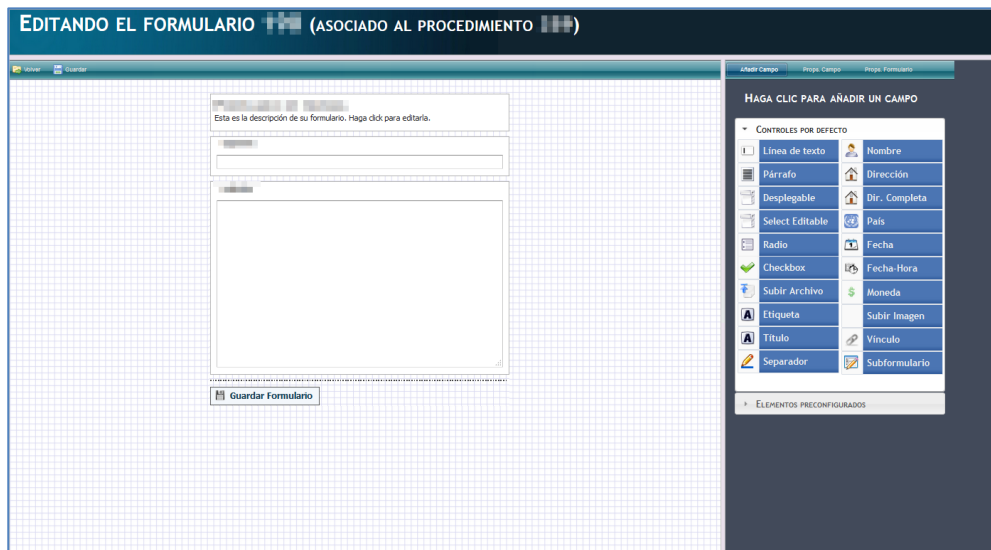 EDITANDO EL FORMULARIO (ASOCIADO AL PROCEDIMIENTO )
Volver Guardar
Añadir Campo Props. Campo Props. Formulario
Esta es la descripción de su formulario. Haga click para editarla.
Guardar Formulario
HAGA CLIC PARA AÑADIR UN CAMPO
CONTROLES POR DEFECTO
Línea de texto Nombre
Párrafo Dirección
Desplegable Dir. Completa
Select Editable País
Radio Fecha
Checkbox Fecha-Hora
Subir Archivo Moneda
Etiqueta Subir Imagen
Título Vínculo
Separador Subformulario
ELEMENTOS PRECONFIGURADOS